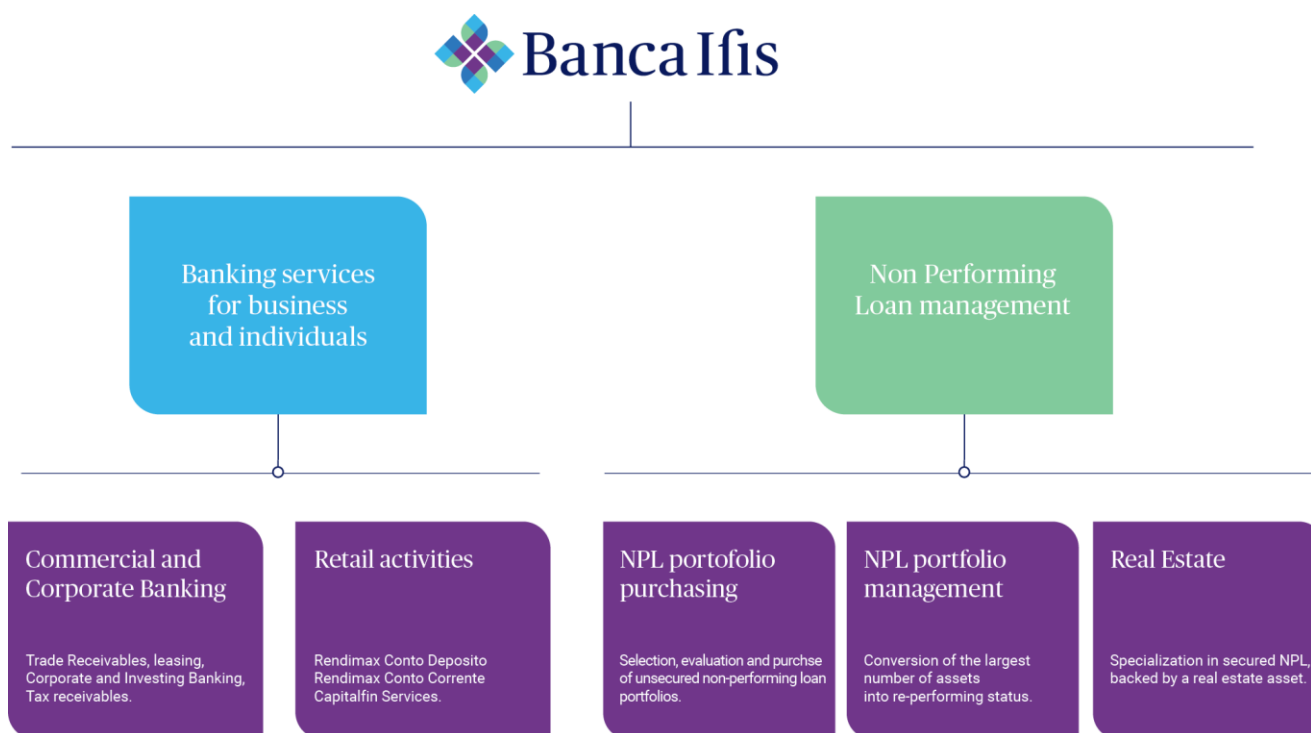 Banca Ifis
Banking services
for business
and individuals
Non Performing
Loan management
Commercial and
Corporate Banking
Trade Receivables, leasing,
Corporate and Investing Banking,
Tax receivables.
Retail activities
Rendimax Conto Deposito
Rendimax Conto Corrente
Capitalfin Services.
NPL portofolio
purchasing
Selection, evaluation and purchse
of unsecured non-performing loan
portfolios.
NPL portfolio
management
Conversion of the largest
number of assets
into re-performing status.
Real Estate
Specialization in secured NPL,
backed by a real estate asset.